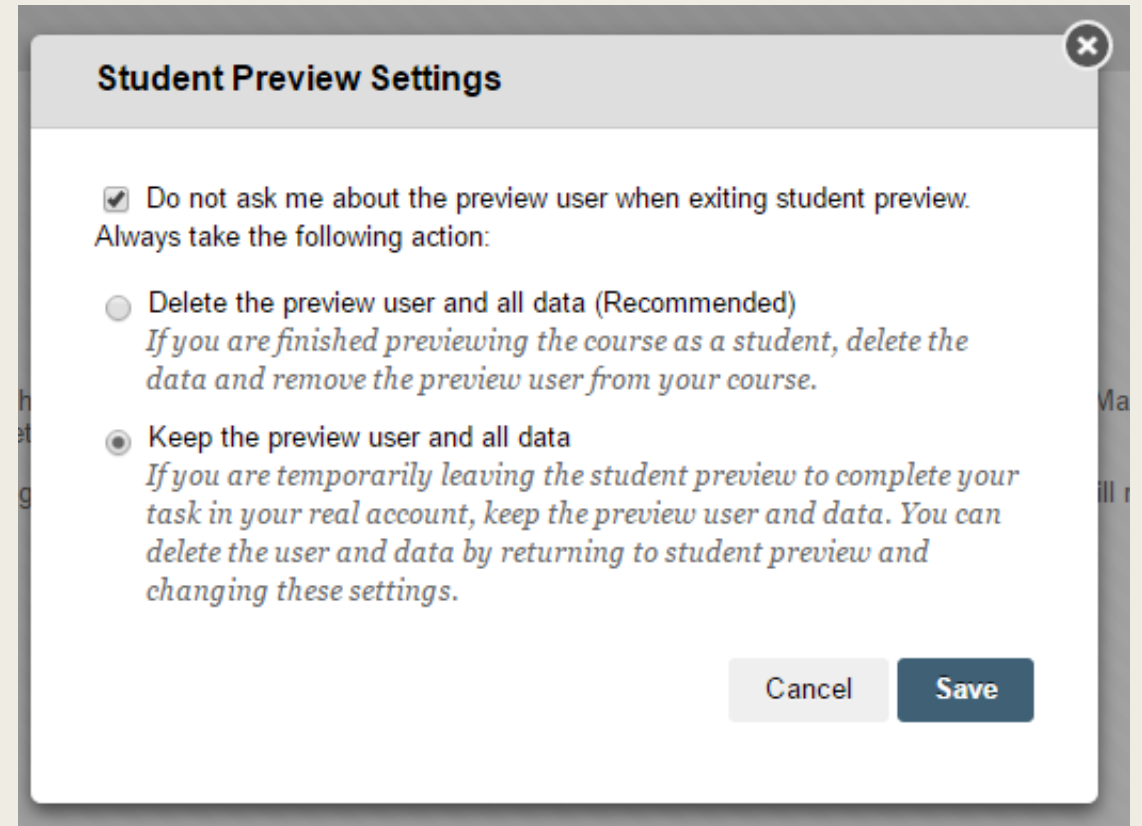 Student Preview Settings
Do not ask me about the preview user when exiting student preview.
Always take the following action:
Delete the preview user and all data (Recommended)
If you are finished previewing the course as a student, delete the
data and remove the preview user from your course.
Keep the preview user and all data
If you are temporarily leaving the student preview to complete your
task in your real account, keep the preview user and data. You can
delete the user and data by returning to student preview and
changing these settings.
Cancel
Save